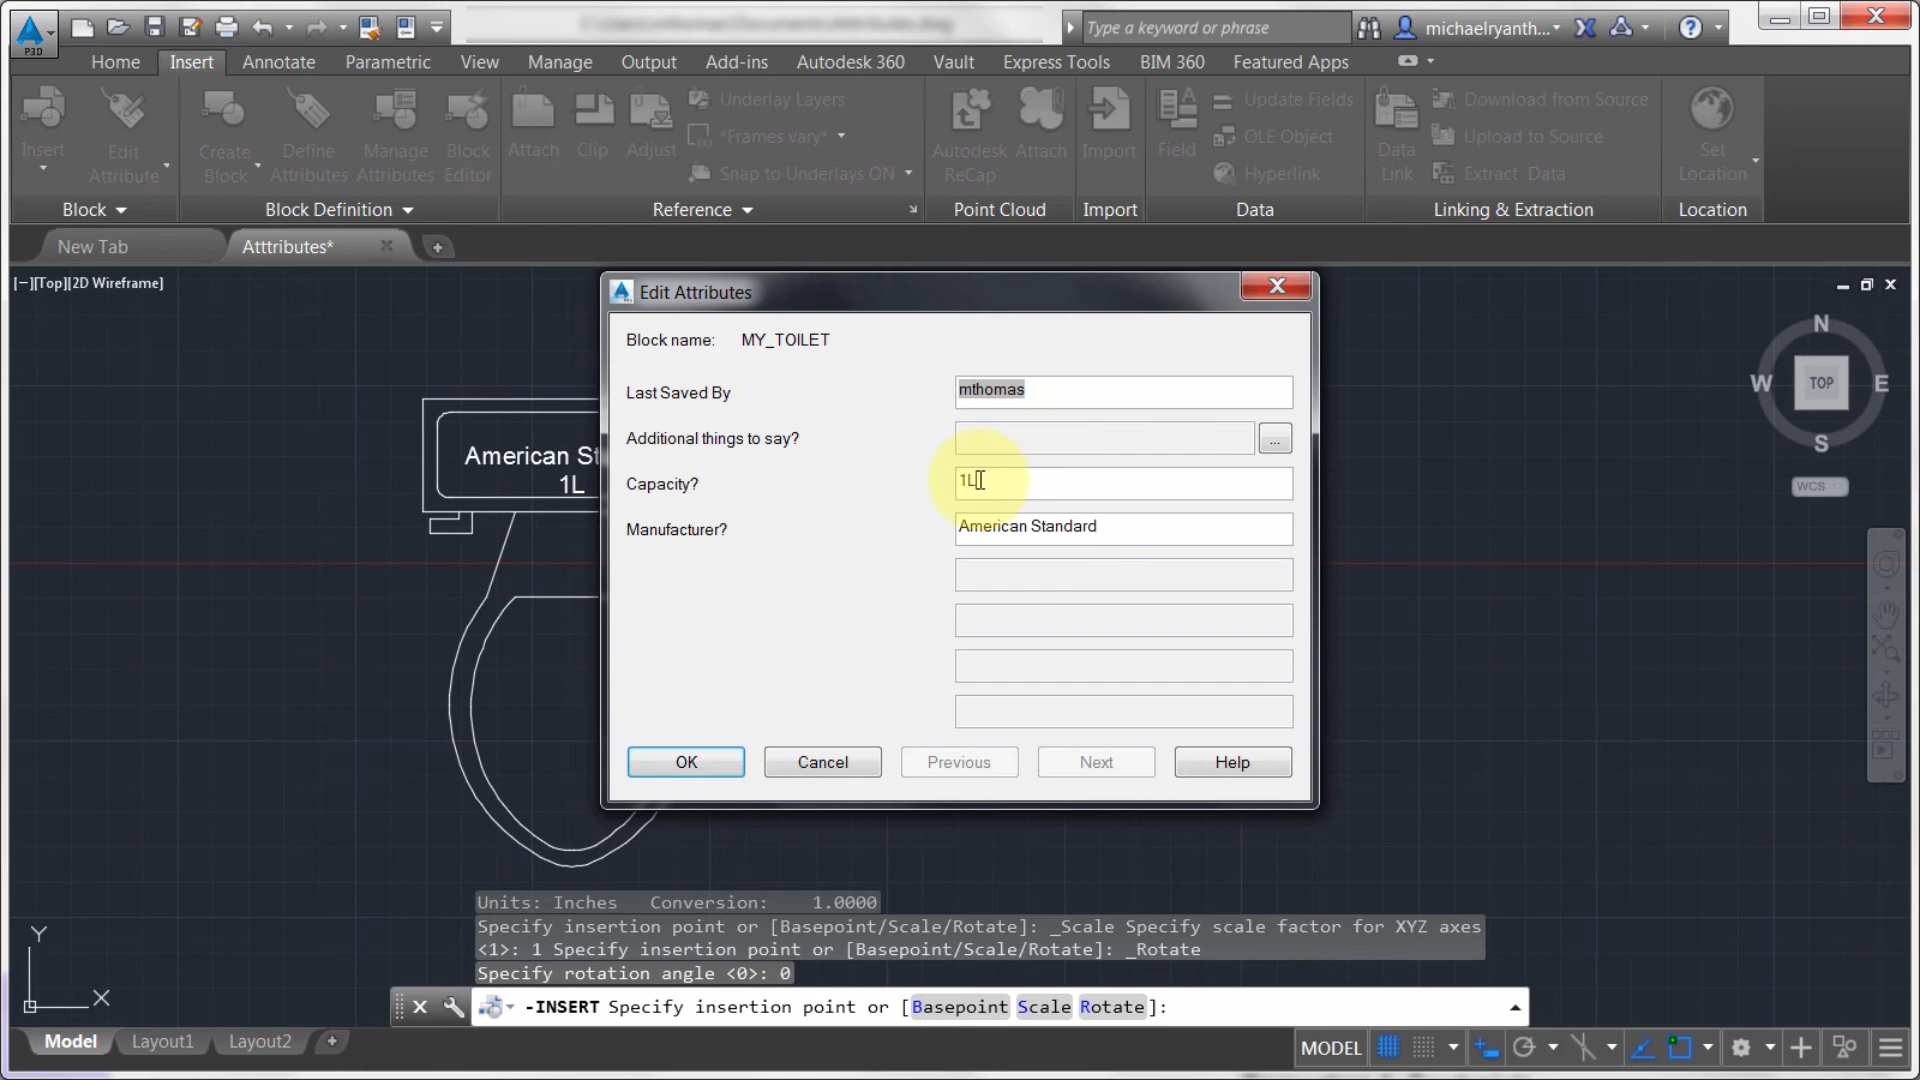 P3D
Type a keyword or phrase
michaelryanth...
Home Insert Annotate Parametric View Manage Output Add-ins Autodesk 360 Vault Express Tools BIM 360 Featured Apps
Insert
Edit Attribute
Create Block
Define Attributes
Manage Attributes
Block Editor
Attach
Clip
Adjust
Underlay Layers
*Frames vary*
Snap to Underlays ON
Autodesk ReCap
Attach
Import
Field
Update Fields
OLE Object
Hyperlink
Data Link
Download from Source
Upload to Source
Extract Data
Set Location
Block Block Definition Reference Point Cloud Import Data Linking & Extraction Location
New Tab Atttributes*
[−][Top][2D Wireframe]
N
W TOP E
S
WCS
American St
1L
Edit Attributes
Block name: MY_TOILET
Last Saved By mthomas
Additional things to say? ...
Capacity? 1L
Manufacturer? American Standard
OK Cancel Previous Next Help
Units: Inches Conversion: 1.0000
Specify insertion point or [Basepoint/Scale/Rotate]: _Scale Specify scale factor for XYZ axes
<1>: 1 Specify insertion point or [Basepoint/Scale/Rotate]: _Rotate
Specify rotation angle <0>: 0
-INSERT Specify insertion point or [Basepoint Scale Rotate]:
Y
X
Model Layout1 Layout2
MODEL